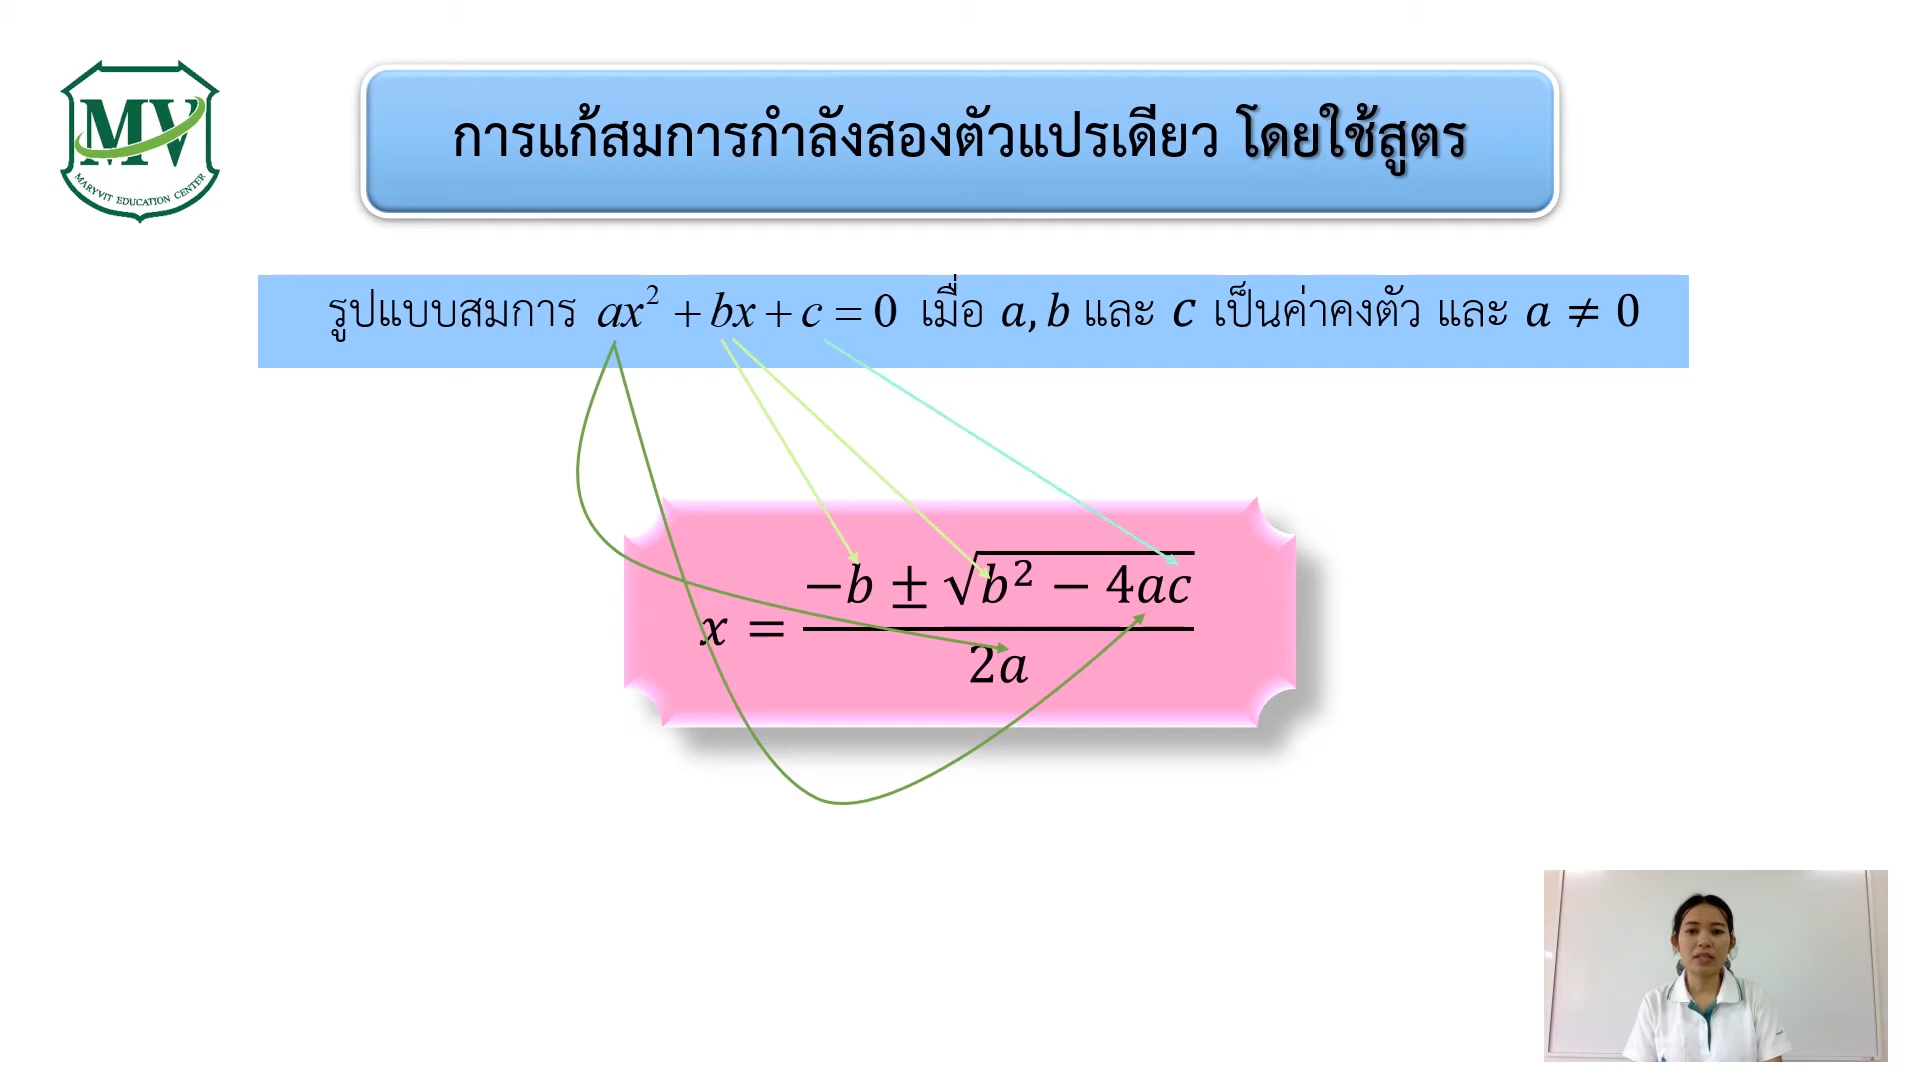 MV
MARYVIT EDUCATION CENTER
การแก้สมการกำลังสองตัวแปรเดียว โดยใช้สูตร
รูปแบบสมการ ax² + bx + c = 0 เมื่อ a, b และ c เป็นค่าคงตัว และ a ≠ 0
x = (−b ± √(b² − 4ac)) / 2a